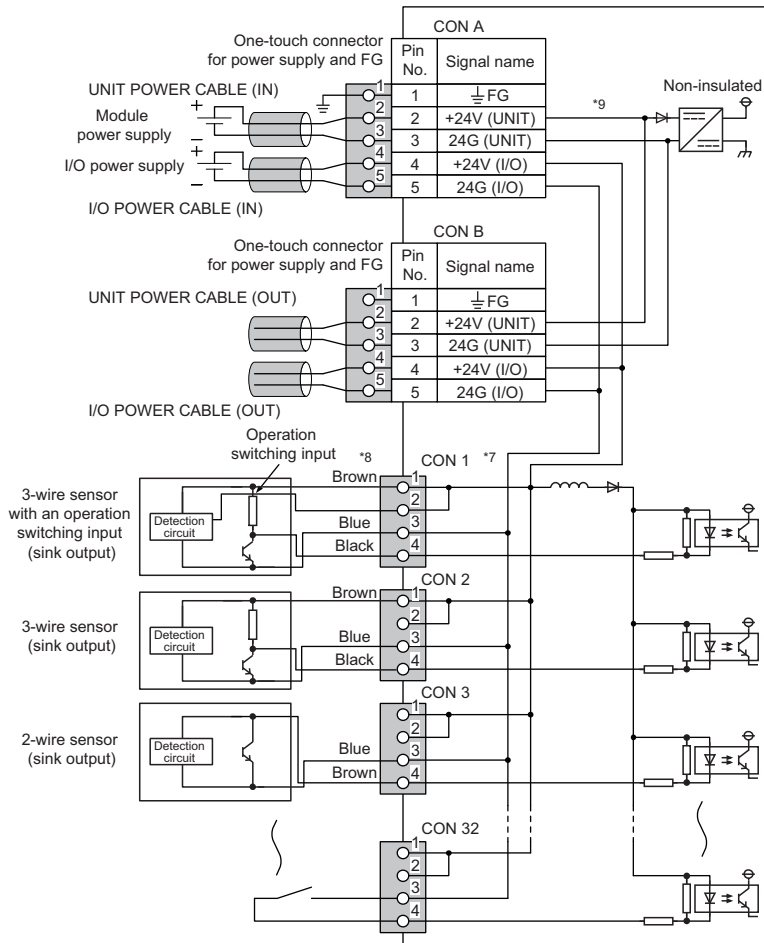 CON A
One-touch connector
for power supply and FG
Pin
No.
Signal name
UNIT POWER CABLE (IN)
Module
power supply
+
−
I/O power supply
+
−
I/O POWER CABLE (IN)
1
2
3
4
5
1 FG
2 +24V (UNIT)
3 24G (UNIT)
4 +24V (I/O)
5 24G (I/O)
*9
Non-insulated
CON B
One-touch connector
for power supply and FG
Pin
No.
Signal name
UNIT POWER CABLE (OUT)
I/O POWER CABLE (OUT)
1
2
3
4
5
1 FG
2 +24V (UNIT)
3 24G (UNIT)
4 +24V (I/O)
5 24G (I/O)
Operation
switching input
*8
CON 1
*7
3-wire sensor
with an operation
switching input
(sink output)
Detection
circuit
Brown
Blue
Black
1
2
3
4
CON 2
3-wire sensor
(sink output)
Detection
circuit
Brown
Blue
Black
1
2
3
4
CON 3
2-wire sensor
(sink output)
Detection
circuit
Blue
Brown
1
2
3
4
CON 32
1
2
3
4